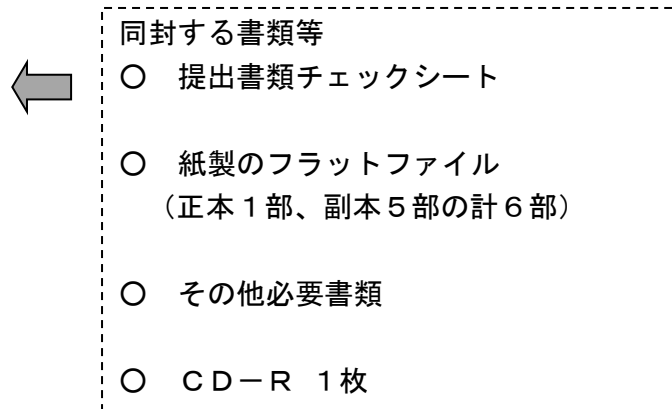 同封する書類等
○　提出書類チェックシート
○　紙製のフラットファイル
（正本１部、副本５部の計６部）
○　その他必要書類
○　ＣＤ－Ｒ　１枚